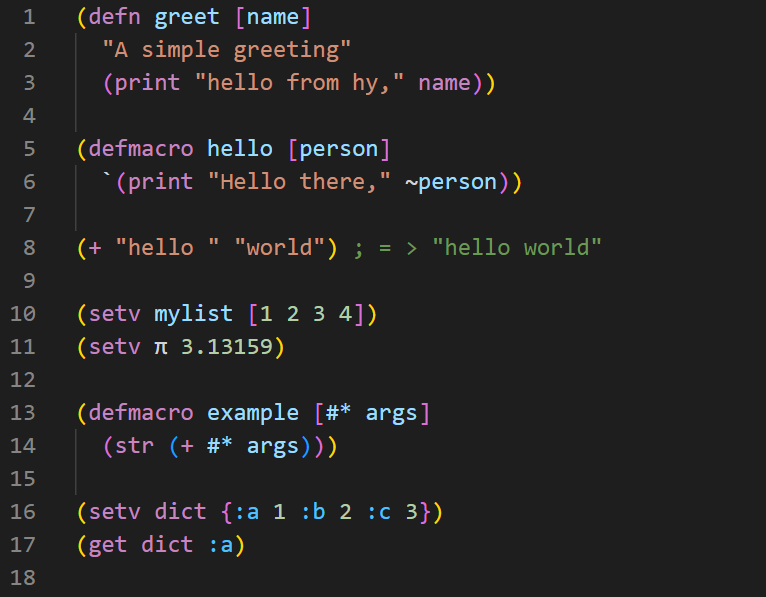 1 (defn greet [name]
2   "A simple greeting"
3   (print "hello from hy," name))
4
5 (defmacro hello [person]
6   `(print "Hello there," ~person))
7
8 (+ "hello " "world") ; = > "hello world"
9
10 (setv mylist [1 2 3 4])
11 (setv π 3.13159)
12
13 (defmacro example [#* args]
14   (str (+ #* args)))
15
16 (setv dict {:a 1 :b 2 :c 3})
17 (get dict :a)
18